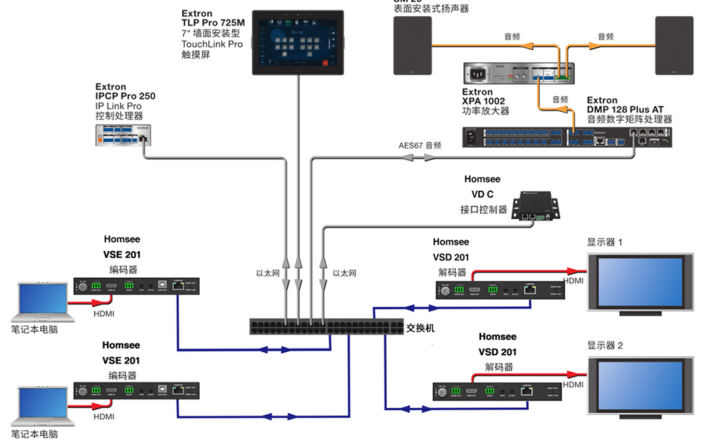 Extron
TLP Pro 725M
7" 墙面安装型
TouchLink Pro
触摸屏
表面安装式扬声器
音频
音频
Extron
IPCP Pro 250
IP Link Pro
控制处理器
Extron
XPA 1002
功率放大器
音频
Extron
DMP 128 Plus AT
音频数字矩阵处理器
AES67 音频
Homsee
VD C
接口控制器
Homsee
VSE 201
编码器
以太网
以太网
Homsee
VSD 201
解码器
显示器 1
HDMI
HDMI
笔记本电脑
交换机
Homsee
VSE 201
编码器
Homsee
VSD 201
解码器
显示器 2
HDMI
HDMI
笔记本电脑